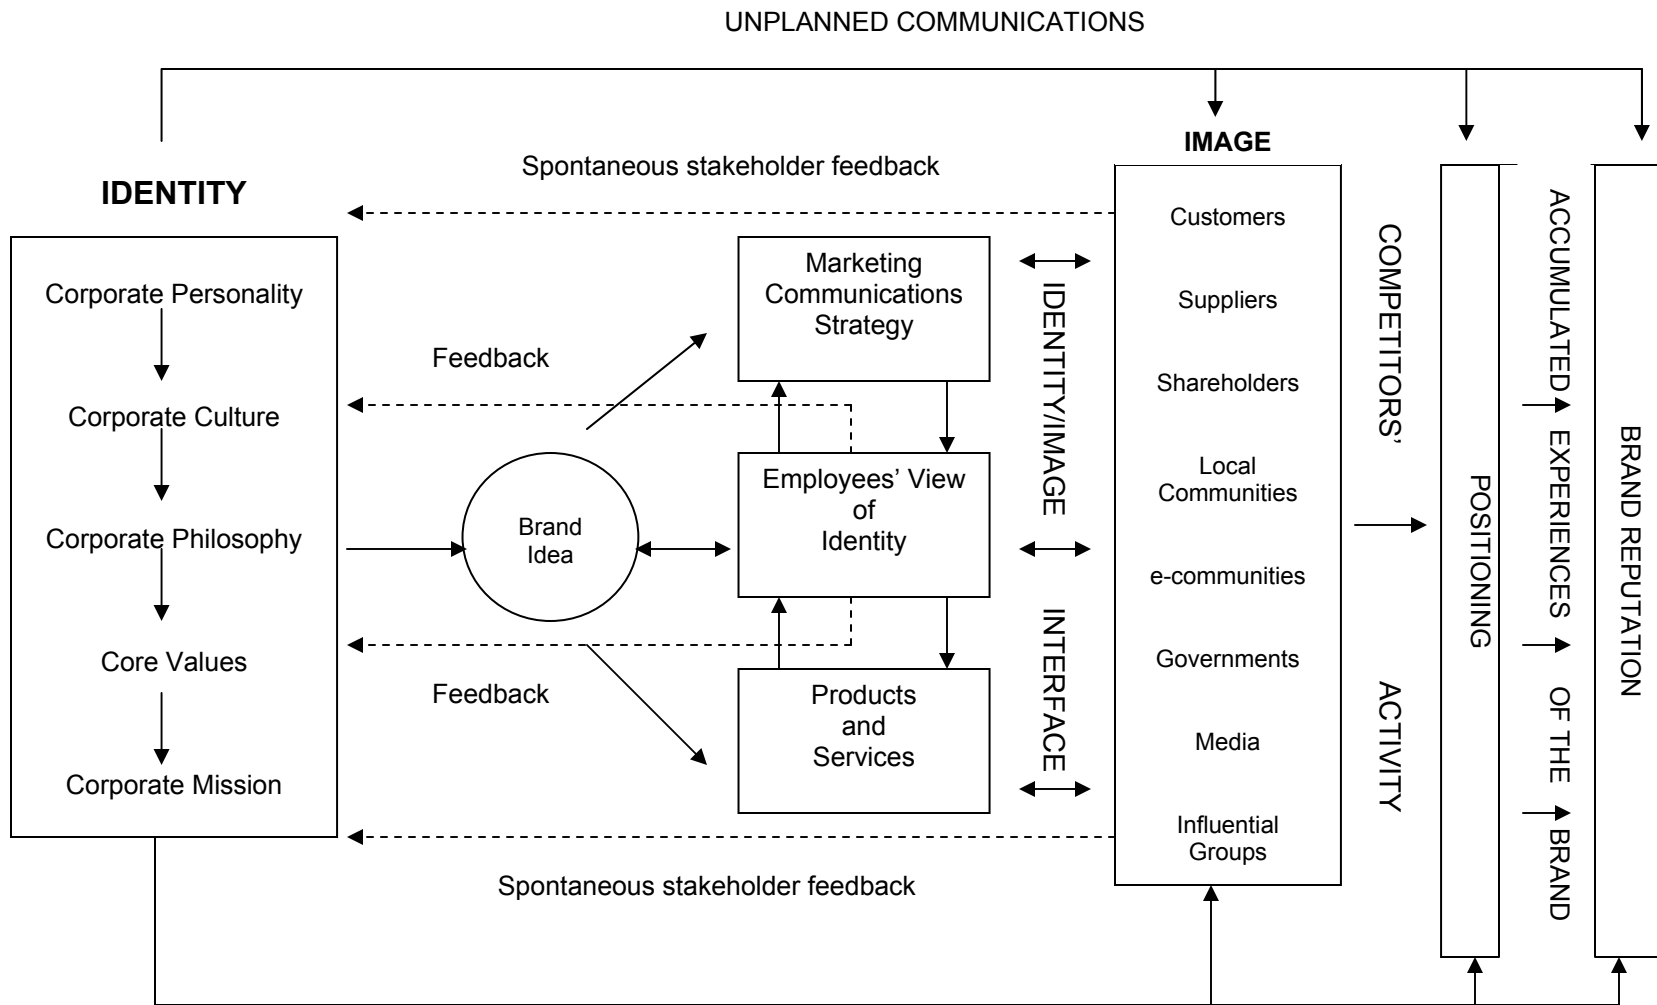 UNPLANNED COMMUNICATIONS
IDENTITY
Corporate Personality
Corporate Culture
Corporate Philosophy
Core Values
Corporate Mission
Spontaneous stakeholder feedback
Feedback
Brand
Idea
Feedback
Spontaneous stakeholder feedback
Marketing
Communications
Strategy
Employees’ View
of
Identity
Products
and
Services
IDENTITY/IMAGE INTERFACE
IMAGE
Customers
Suppliers
Shareholders
Local
Communities
e-communities
Governments
Media
Influential
Groups
COMPETITORS’ ACTIVITY
POSITIONING
ACCUMULATED EXPERIENCES OF THE BRAND
BRAND REPUTATION